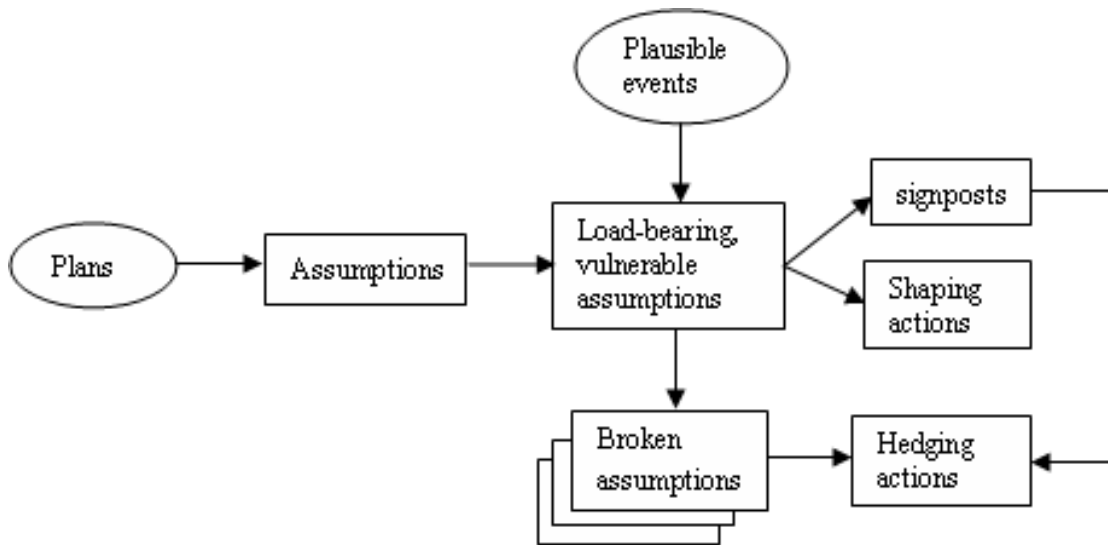 Plausible
events
signposts
Load-bearing,
vulnerable
assumptions
Plans
Assumptions
Shaping
actions
Broken
assumptions
Hedging
actions